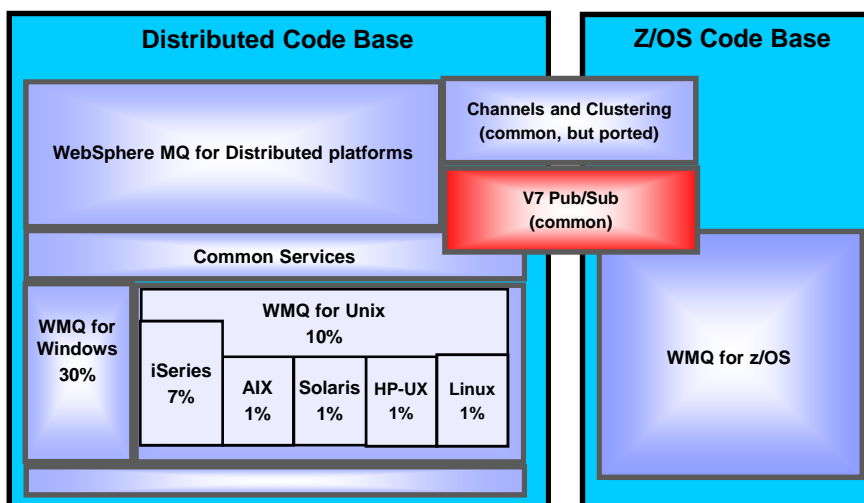 Distributed Code Base
Z/OS Code Base
Channels and Clustering
(common, but ported)
WebSphere MQ for Distributed platforms
V7 Pub/Sub
(common)
Common Services
WMQ for
Windows
30%
WMQ for Unix
10%
iSeries
7%
AIX
1%
Solaris
1%
HP-UX
1%
Linux
1%
WMQ for z/OS